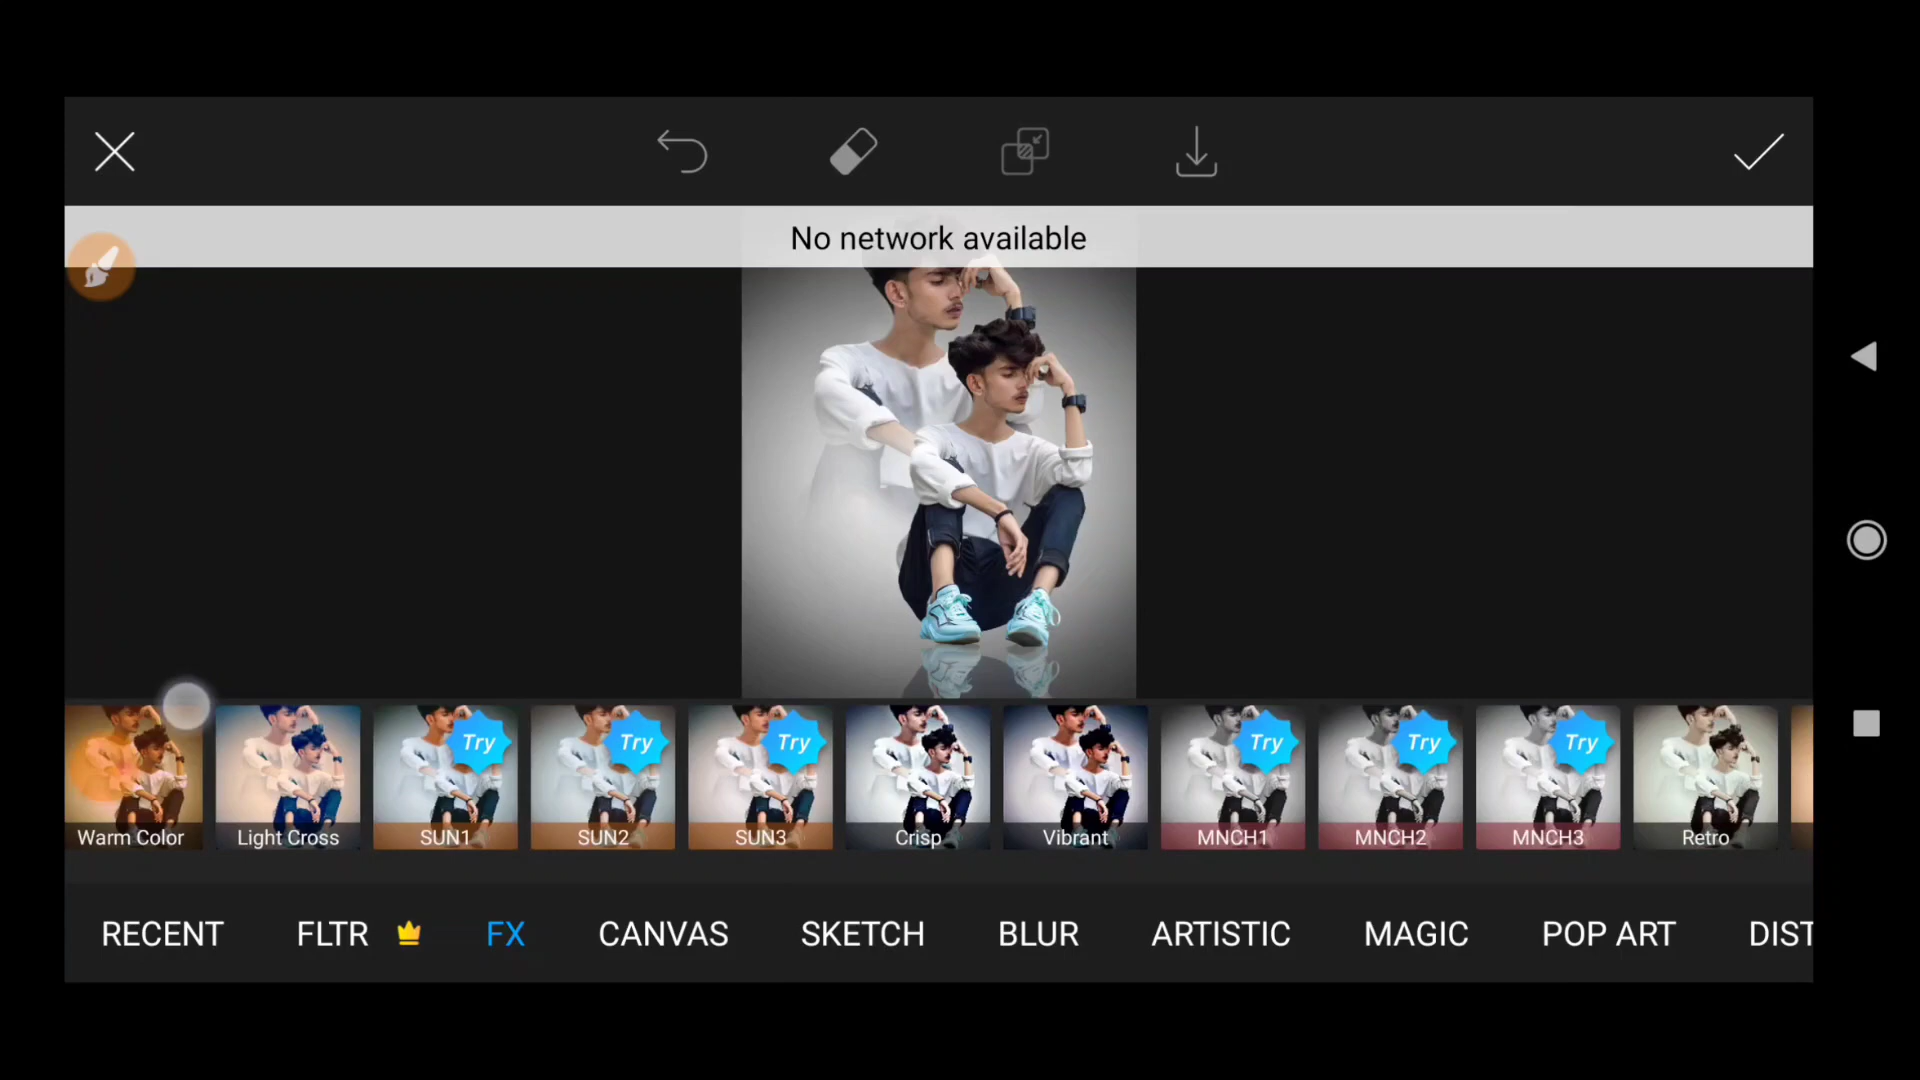 No network available
Try
Try
Try
Try
Try
Try
Warm Color
Light Cross
SUN1
SUN2
SUN3
Crisp
Vibrant
MNCH1
MNCH2
MNCH3
Retro
RECENT
FLTR
FX
CANVAS
SKETCH
BLUR
ARTISTIC
MAGIC
POP ART
DIST